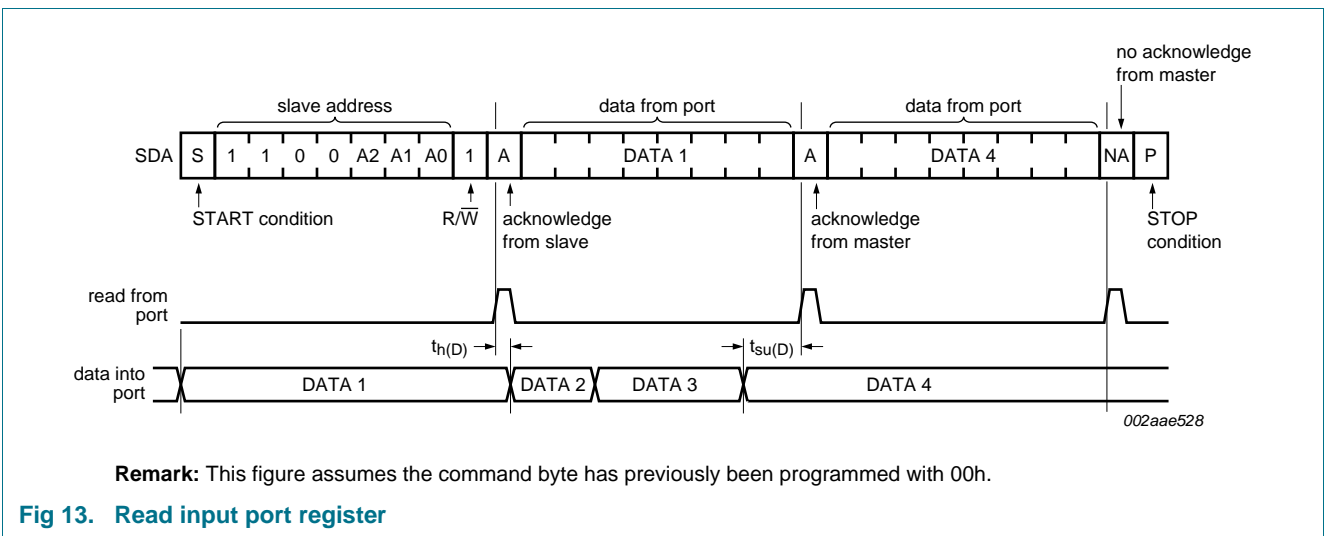 no acknowledge
from master
slave address
data from port
data from port
SDA S 1 1 0 0 A2 A1 A0 1 A DATA 1 A DATA 4 NA P
START condition
R/W̅
acknowledge
from slave
acknowledge
from master
STOP
condition
read from
port
th(D)
tsu(D)
data into
port
DATA 1 DATA 2 DATA 3 DATA 4
002aae528
Remark: This figure assumes the command byte has previously been programmed with 00h.
Fig 13. Read input port register